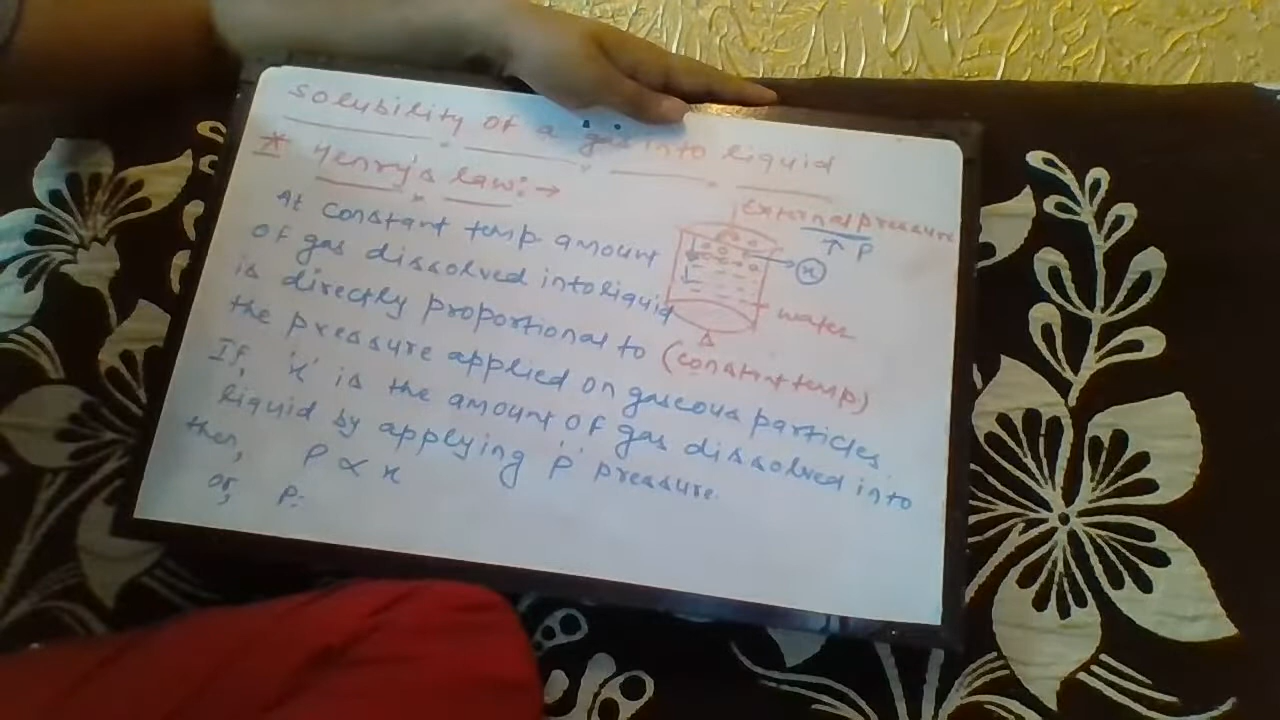 Solubility of a gas into liquid
* Henry's law:→
At constant temp. amount
of gas dissolved into liquid
is directly proportional to
the pressure applied on gaseous particles
If, 'x' is the amount of gas dissolved into
liquid by applying 'p' pressure.
then, P ∝ x
or, P=
External pressure
↑ P
x
water
Δ
(constant temp)